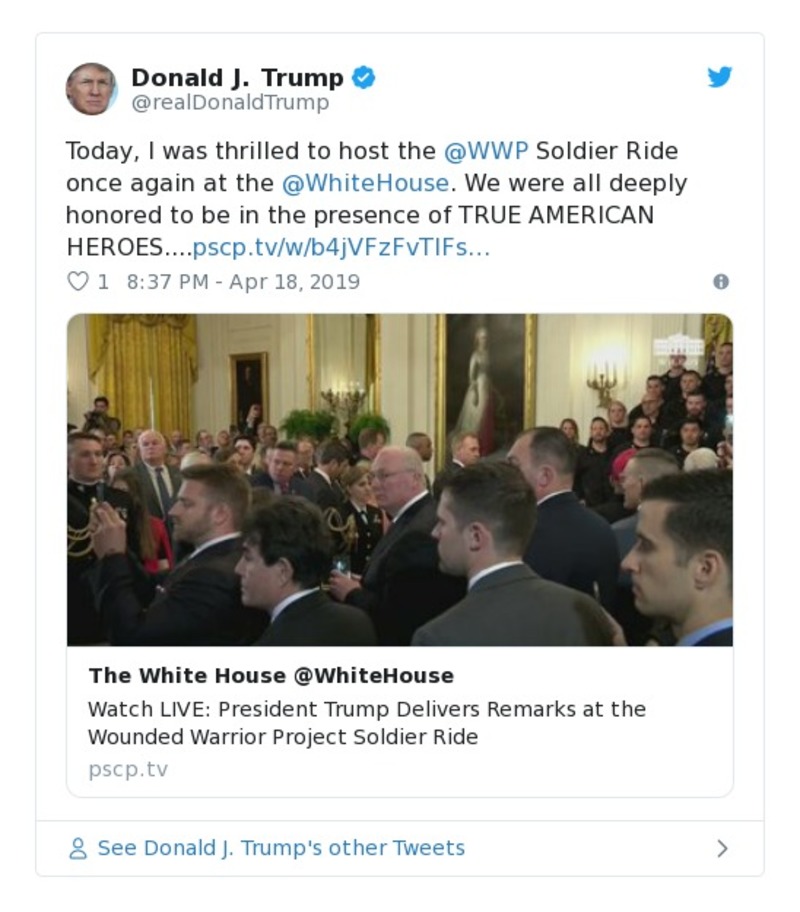 Donald J. Trump
@realDonaldTrump
Today, I was thrilled to host the @WWP Soldier Ride
once again at the @WhiteHouse. We were all deeply
honored to be in the presence of TRUE AMERICAN
HEROES....pscp.tv/w/b4jVFzFvTIFs…
1 8:37 PM - Apr 18, 2019
The White House @WhiteHouse
Watch LIVE: President Trump Delivers Remarks at the
Wounded Warrior Project Soldier Ride
pscp.tv
See Donald J. Trump's other Tweets